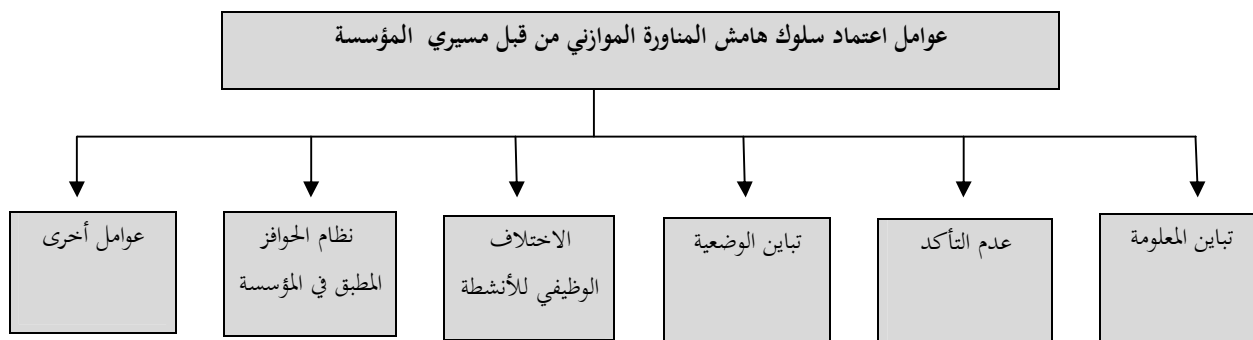 عوامل اعتماد سلوك هامش المناورة الموازني من قبل مسيري المؤسسة
تباين المعلومة
عدم التأكد
تباين الوضعية
الاختلاف
الوظيفي للأنشطة
نظام الحوافز
المطبق في المؤسسة
عوامل أخرى